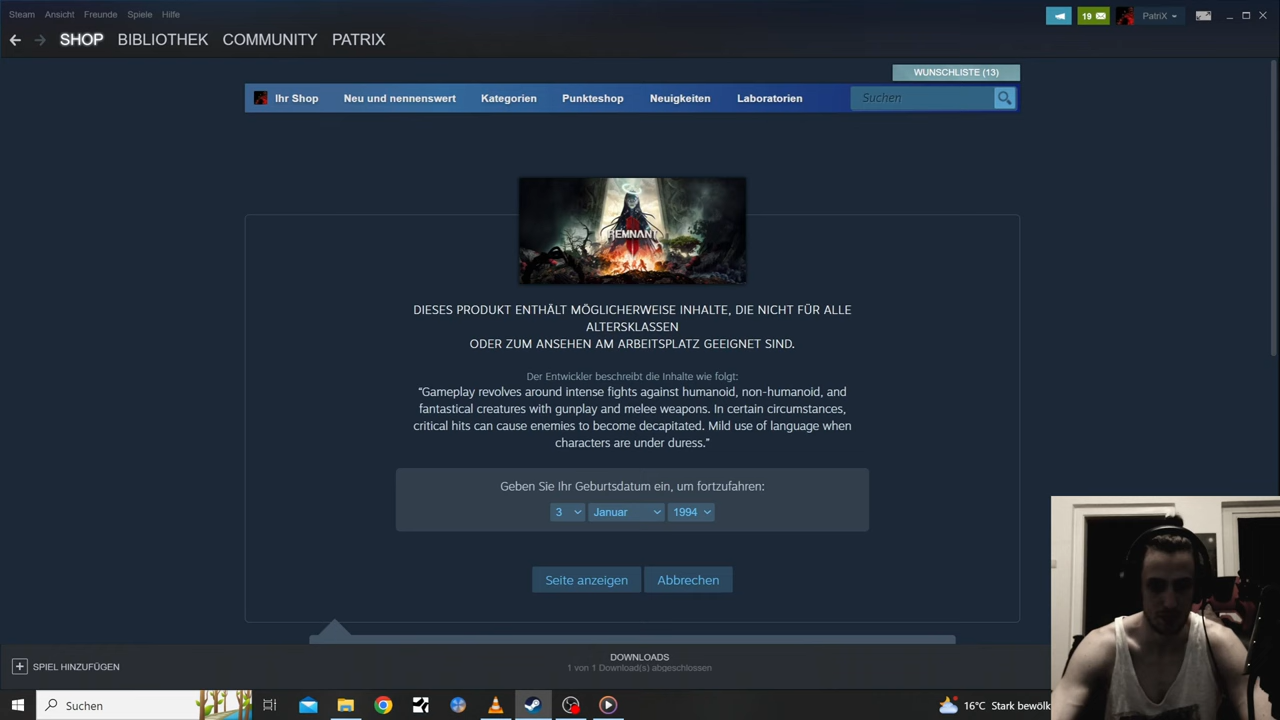 Steam Ansicht Freunde Spiele Hilfe
19
PatriX
SHOP BIBLIOTHEK COMMUNITY PATRIX
WUNSCHLISTE (13)
Ihr Shop Neu und nennenswert Kategorien Punkteshop Neuigkeiten Laboratorien Suchen
REMNANT
DIESES PRODUKT ENTHÄLT MÖGLICHERWEISE INHALTE, DIE NICHT FÜR ALLE
ALTERSKLASSEN
ODER ZUM ANSEHEN AM ARBEITSPLATZ GEEIGNET SIND.
Der Entwickler beschreibt die Inhalte wie folgt:
“Gameplay revolves around intense fights against humanoid, non-humanoid, and
fantastical creatures with gunplay and melee weapons. In certain circumstances,
critical hits can cause enemies to become decapitated. Mild use of language when
characters are under duress.”
Geben Sie Ihr Geburtsdatum ein, um fortzufahren:
3 Januar 1994
Seite anzeigen Abbrechen
SPIEL HINZUFÜGEN
DOWNLOADS
1 von 1 Download(s) abgeschlossen
Suchen
16°C Stark bewölk